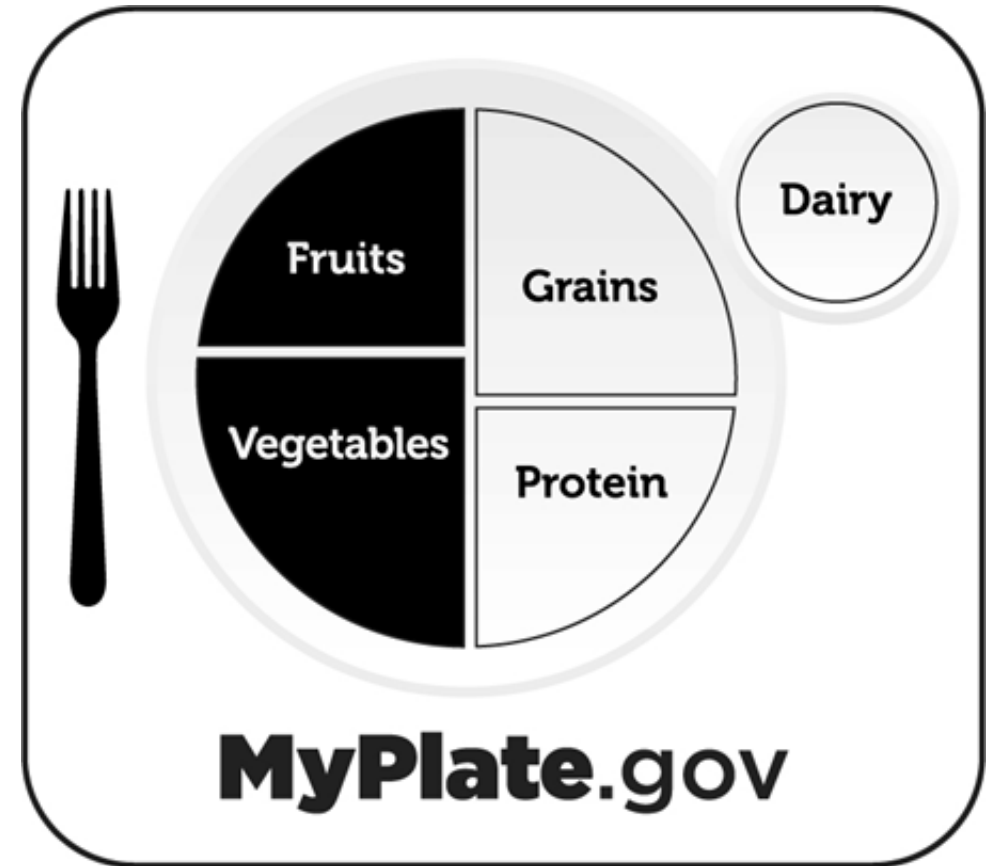 Dairy
Fruits
Grains
Vegetables
Protein
MyPlate.gov